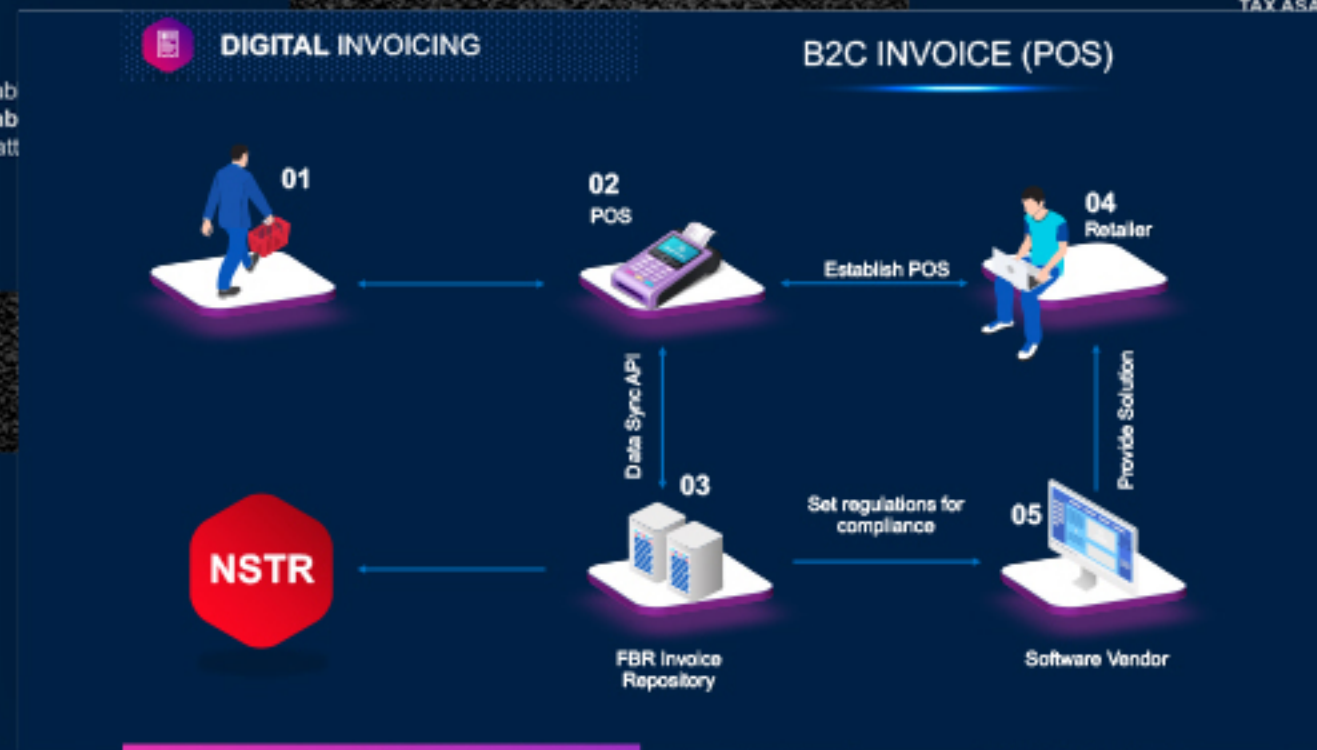 DIGITAL INVOICING
B2C INVOICE (POS)
01
02
POS
04
Retailer
Establish POS
Data Sync API
Provide Solution
03
Set regulations for
compliance
05
NSTR
FBR Invoice
Repository
Software Vendor